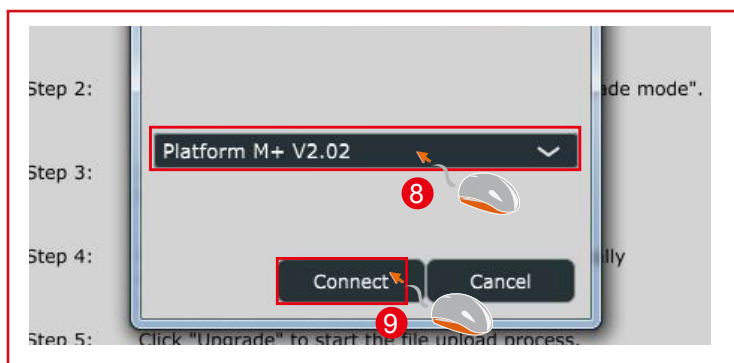 Step 2:
ade mode".
Platform M+ V2.02
Step 3:
8
Step 4:
lly
Connect
Cancel
9
Step 5:
Click "Upgrade" to start the file upload process.